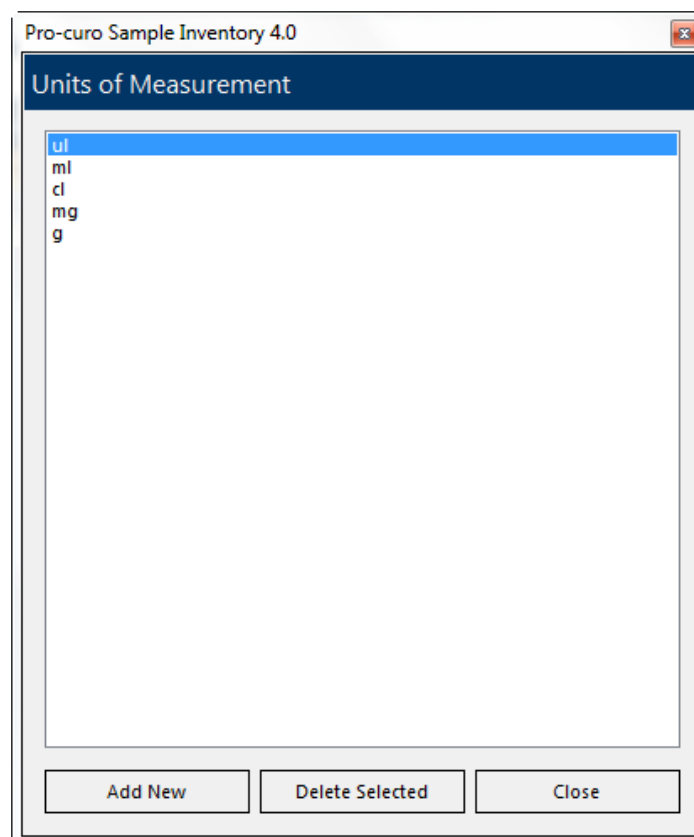 Pro-curo Sample Inventory 4.0
Units of Measurement
ul
ml
cl
mg
g
Add New Delete Selected Close